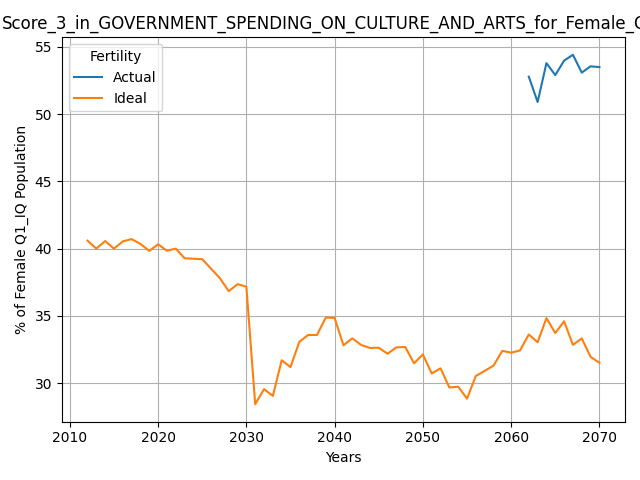 Score_3_in_GOVERNMENT_SPENDING_ON_CULTURE_AND_ARTS_for_Female_
Fertility
Actual
Ideal
% of Female Q1_IQ Population
55
50
45
40
35
30
2010 2020 2030 2040 2050 2060 2070
Years